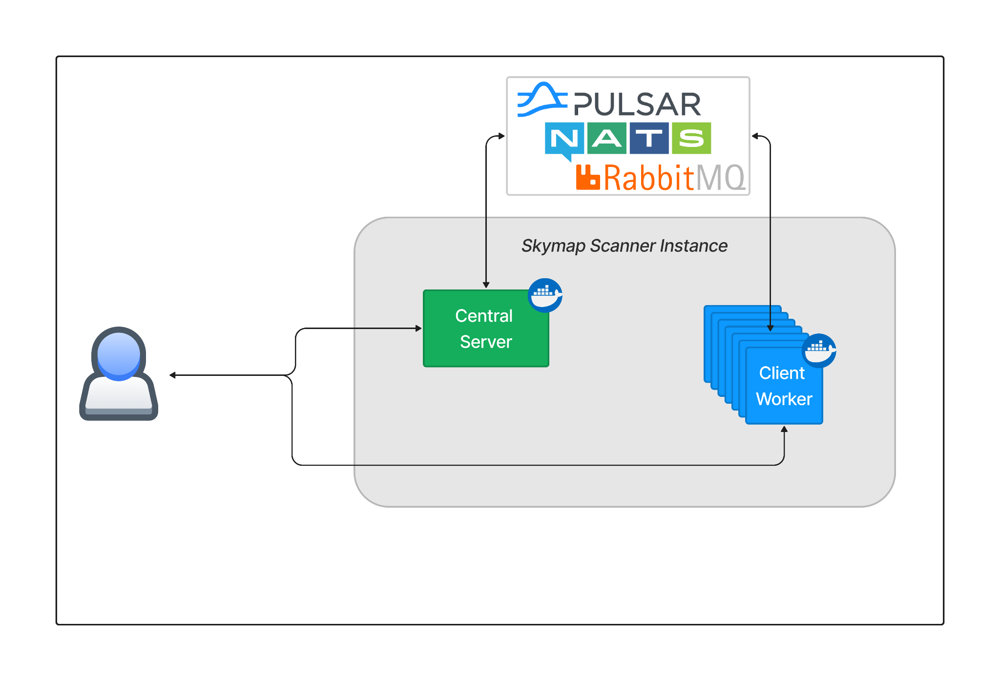 PULSAR
NATS
RabbitMQ
Skymap Scanner Instance
Central
Server
Client
Worker